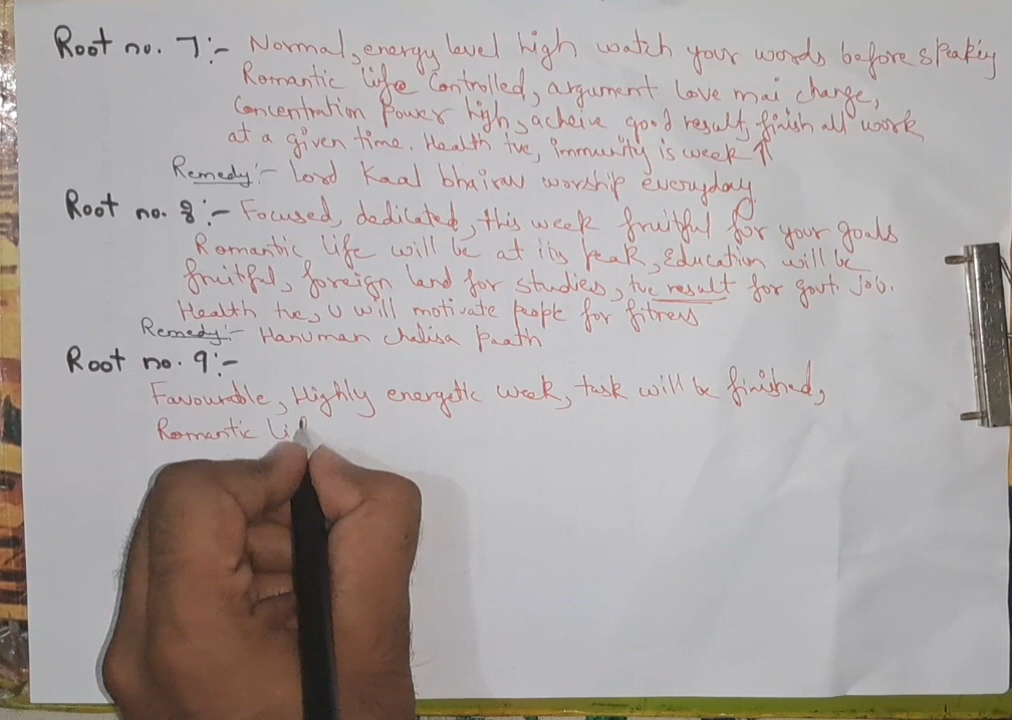 Root no. 7:- Normal, energy level high watch your words before speakiy
Romantic life controlled, argument love mai change,
Concentration Power high, acheive good result, finish all work
at a given time. Health +ve, immunity is week ↑
Remedy:- Lord Kaal bhairav worship everyday.
Root no. 8:- Focused, dedicated, this week fruitful for your goals
Romantic life will be at its peak, Education will be
fruitful, foreign land for studies, +ve result for govt. Job.
Health +ve, U will motivate people for fitness
Remedy:- Hanuman chalisa Paath
Root no. 9:-
Favourable, Highly energetic week, task will be finished,
Romantic Lif